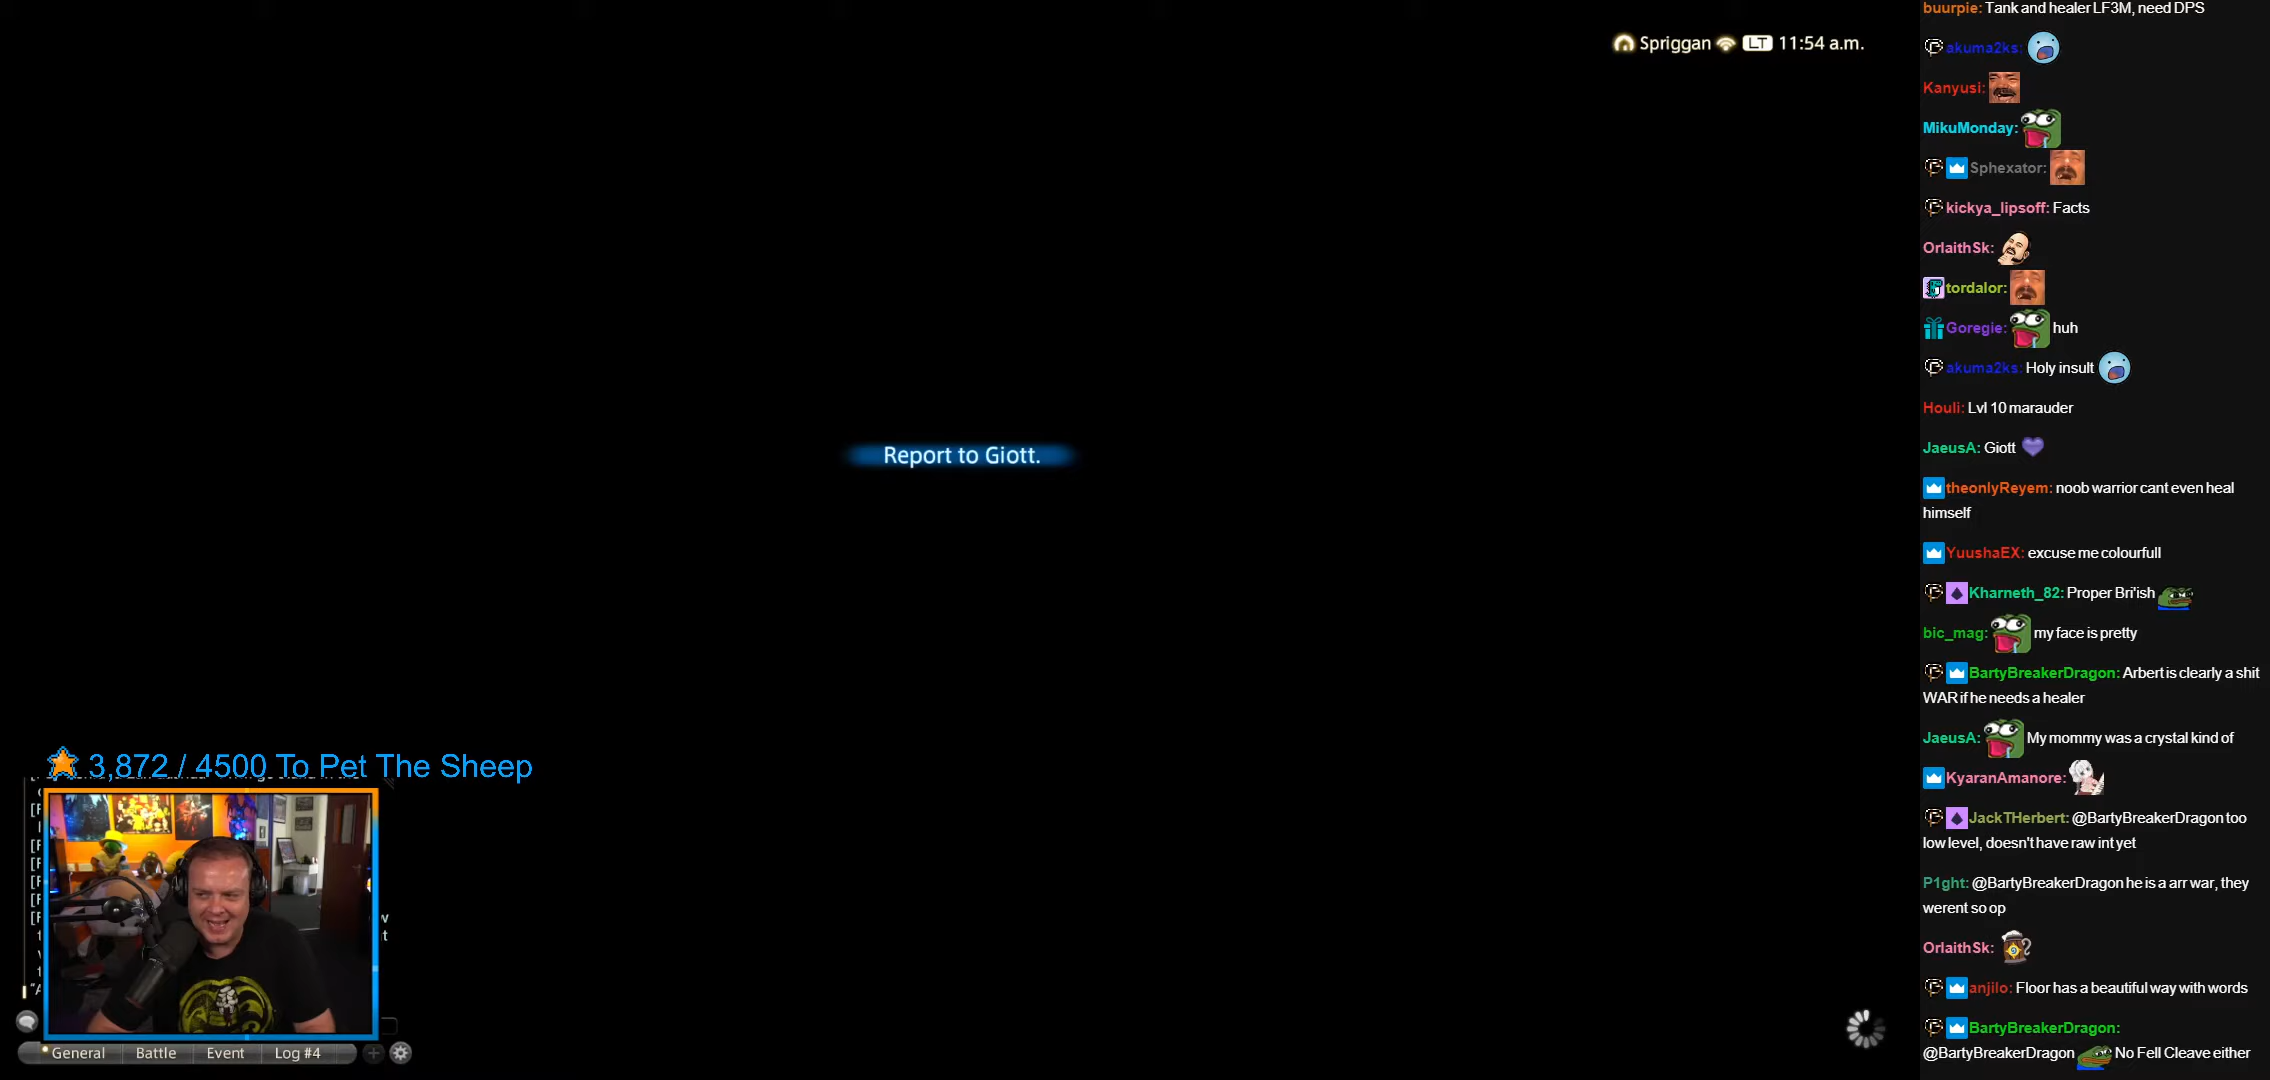 Spriggan LT 11:54 a.m.
Report to Giott.
3,872 / 4500 To Pet The Sheep
General Battle Event Log #4
buurpie: Tank and healer LF3M, need DPS
akuma2ks:
Kanyusi:
MikuMonday:
Sphexator:
kickya_lipsoff: Facts
OrlaithSk:
tordalor:
Goregie: huh
akuma2ks: Holy insult
Houli: Lvl 10 marauder
JaeusA: Giott
theonlyReyem: noob warrior cant even heal
himself
YuushaEX: excuse me colourfull
Kharneth_82: Proper Bri'ish
bic_mag: my face is pretty
BartyBreakerDragon: Arbert is clearly a shit
WAR if he needs a healer
JaeusA: My mommy was a crystal kind of
KyaranAmanore:
JackTHerbert: @BartyBreakerDragon too
low level, doesn't have raw int yet
P1ght: @BartyBreakerDragon he is a arr war, they
werent so op
OrlaithSk:
anjilo: Floor has a beautiful way with words
BartyBreakerDragon:
@BartyBreakerDragon No Fell Cleave either